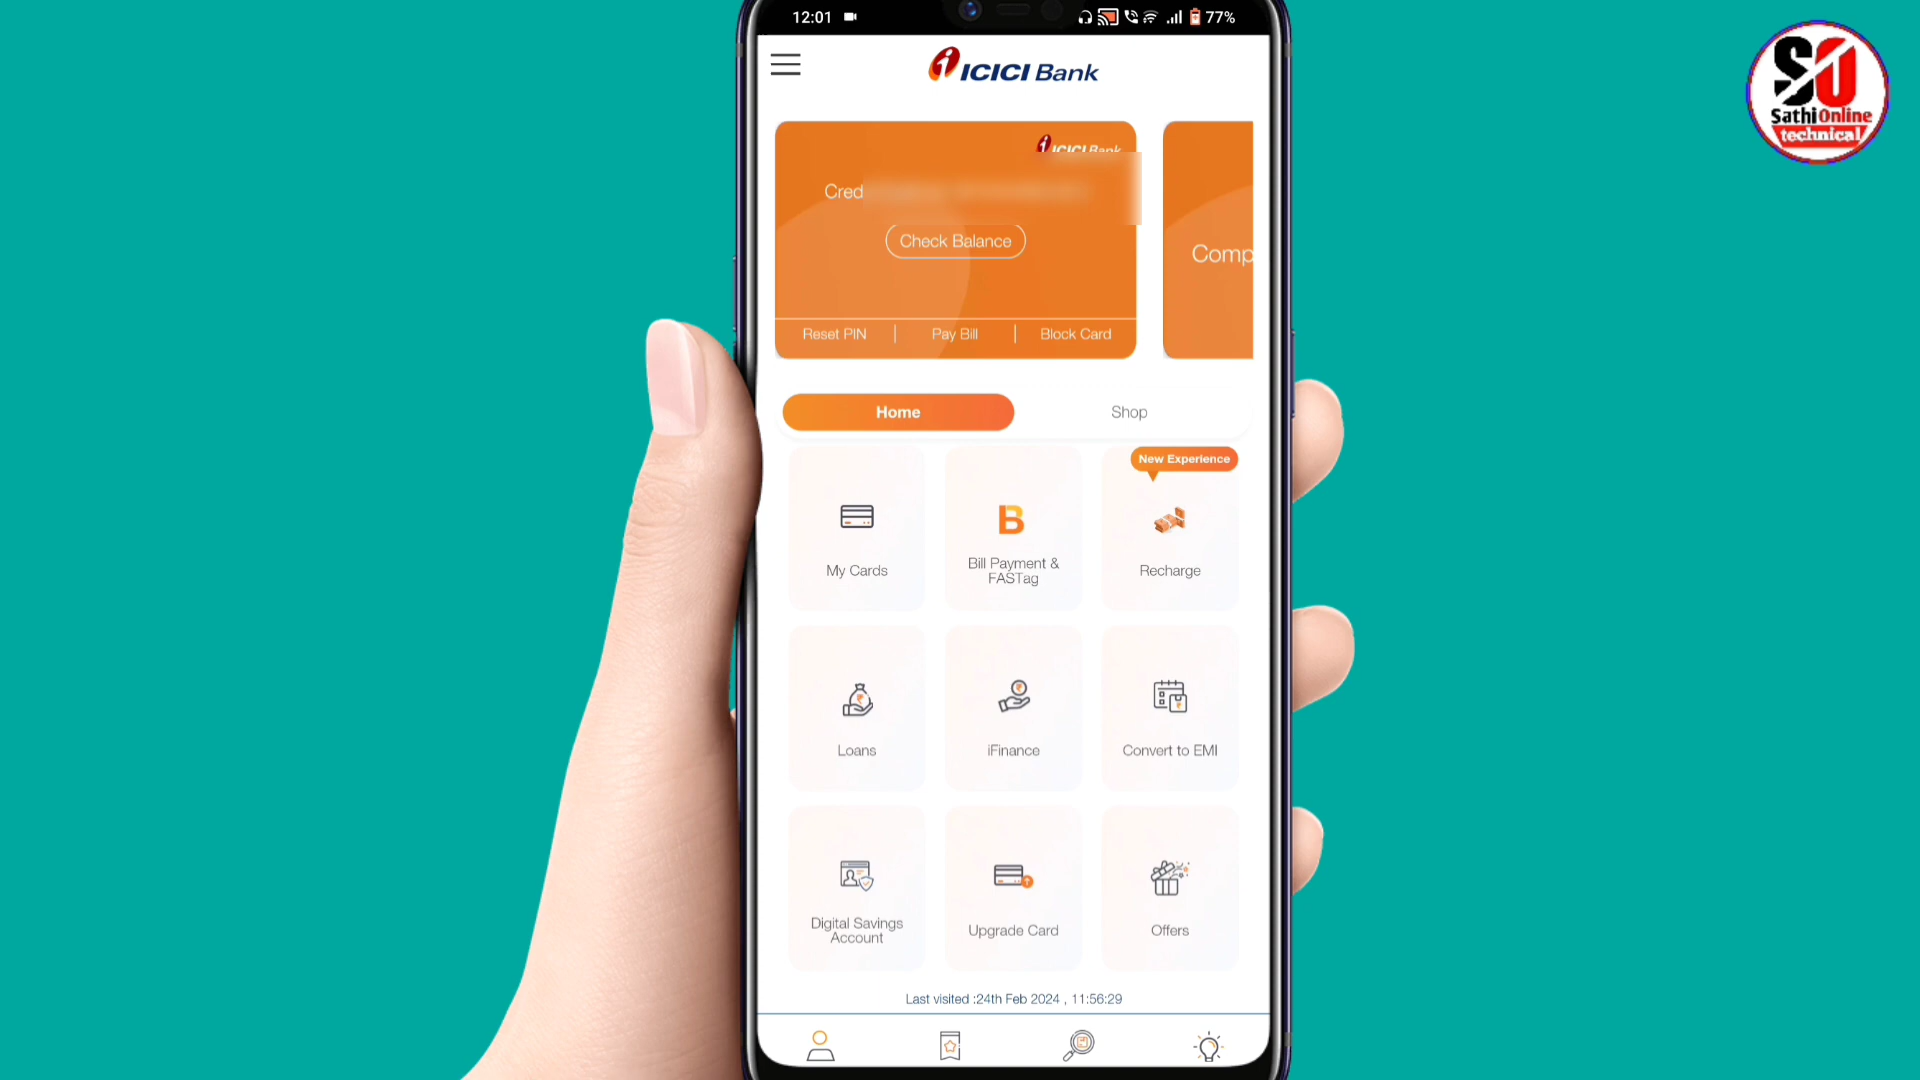 12:01
77%
ICICI Bank
SO
Sathi Online
technical
ICICI Bank
Cred
Check Balance
Comp
Reset PIN | Pay Bill | Block Card
Home
Shop
New Experience
My Cards
Bill Payment &
FASTag
Recharge
Loans
iFinance
Convert to EMI
Digital Savings
Account
Upgrade Card
Offers
Last visited :24th Feb 2024 , 11:56:29